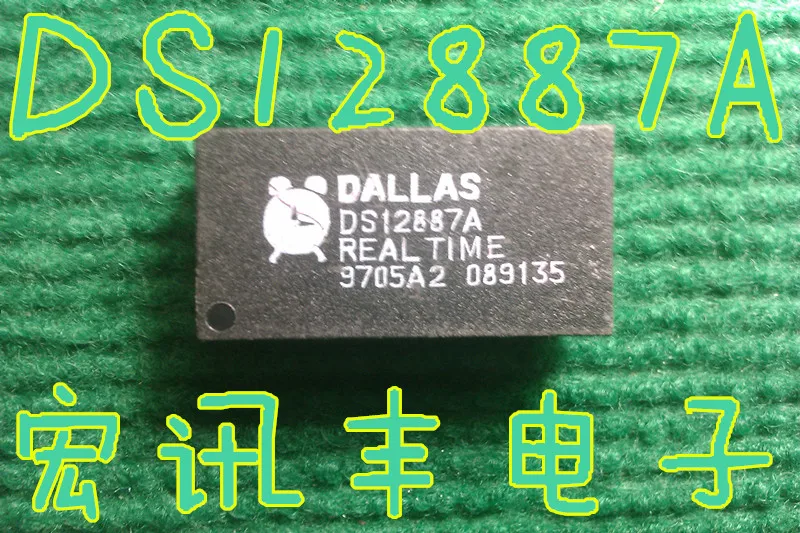 DS12887A
DALLAS
DS12887A
REAL TIME
9705A2 089135
宏讯丰电子